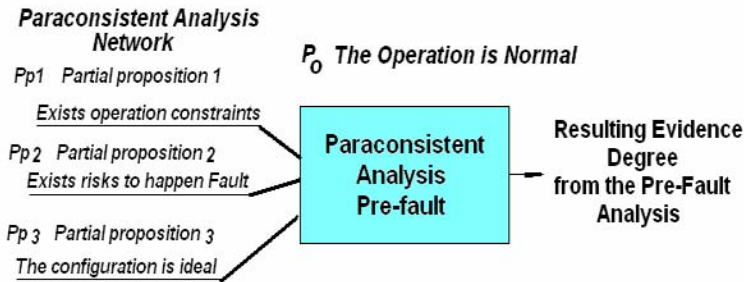 Paraconsistent Analysis
Network
Pp1 Partial proposition 1
Exists operation constraints
Pp2 Partial proposition 2
Exists risks to happen Fault
Pp3 Partial proposition 3
The configuration is ideal
Po The Operation is Normal
Paraconsistent
Analysis
Pre-fault
Resulting Evidence
Degree
from the Pre-Fault
Analysis